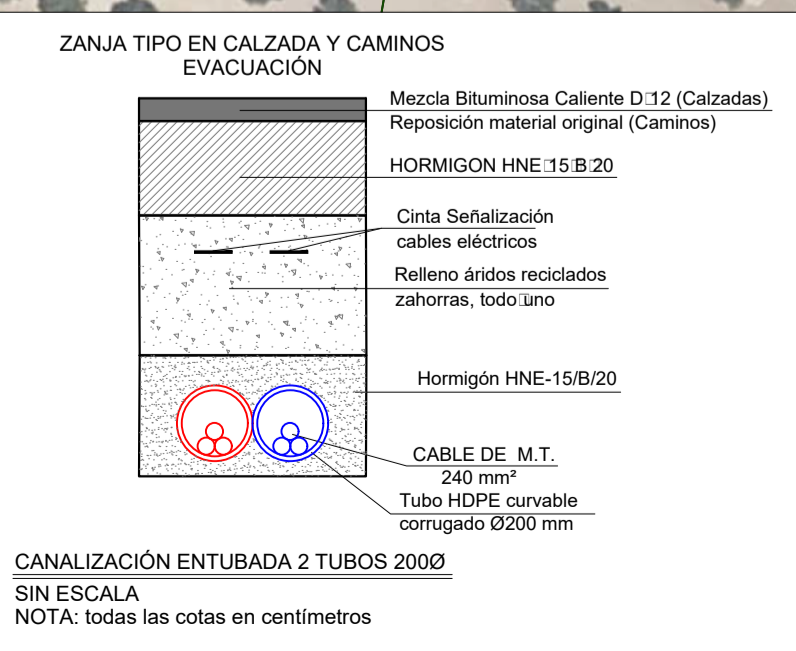 ZANJA TIPO EN CALZADA Y CAMINOS
EVACUACIÓN
Mezcla Bituminosa Caliente D□12 (Calzadas)
Reposición material original (Caminos)
HORMIGON HNE□15□B□20
Cinta Señalización
cables eléctricos
Relleno áridos reciclados
zahorras, todo□uno
Hormigón HNE-15/B/20
CABLE DE M.T.
240 mm²
Tubo HDPE curvable
corrugado Ø200 mm
CANALIZACIÓN ENTUBADA 2 TUBOS 200Ø
SIN ESCALA
NOTA: todas las cotas en centímetros